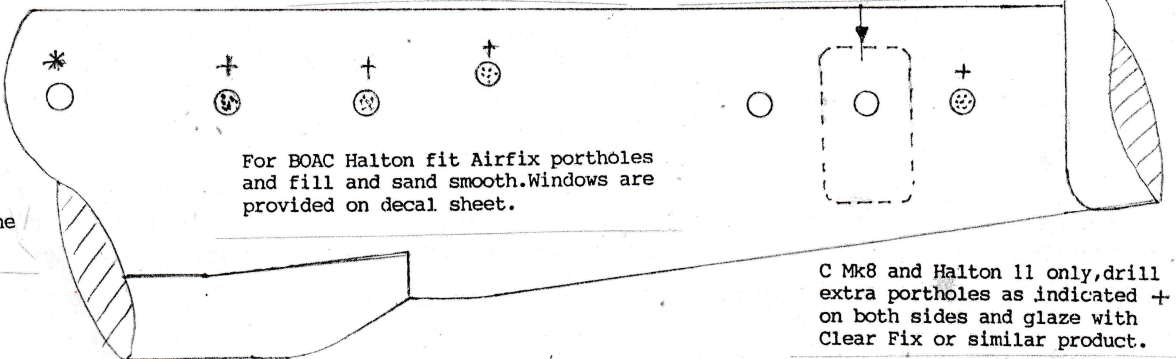 For BOAC Halton fit Airfix portholes
and fill and sand smooth.Windows are
provided on decal sheet.
C Mk8 and Halton 11 only,drill
extra portholes as indicated +
on both sides and glaze with
Clear Fix or similar product.